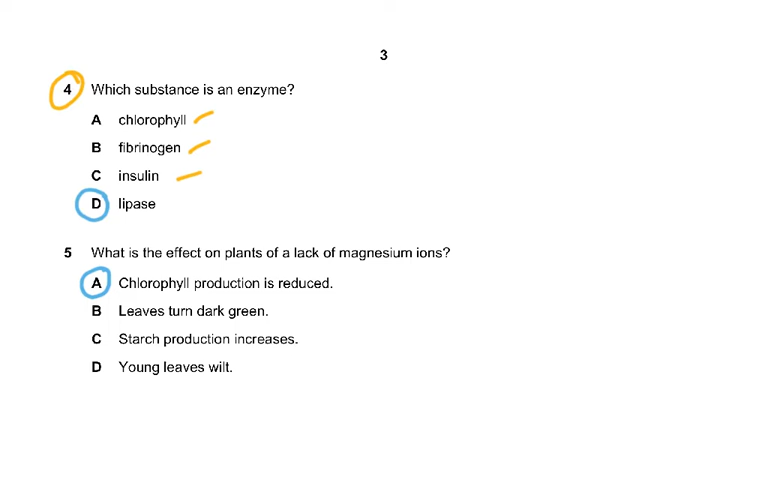 3
4 Which substance is an enzyme?
A chlorophyll
B fibrinogen
C insulin
D lipase
5 What is the effect on plants of a lack of magnesium ions?
A Chlorophyll production is reduced.
B Leaves turn dark green.
C Starch production increases.
D Young leaves wilt.